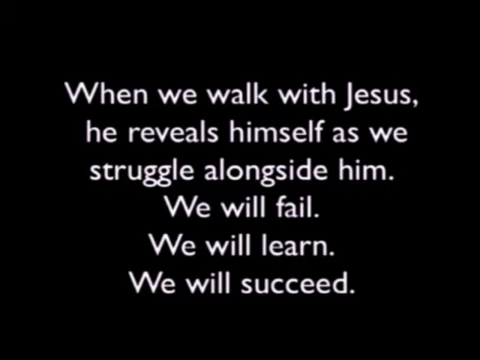 When we walk with Jesus,
he reveals himself as we
struggle alongside him.
We will fail.
We will learn.
We will succeed.